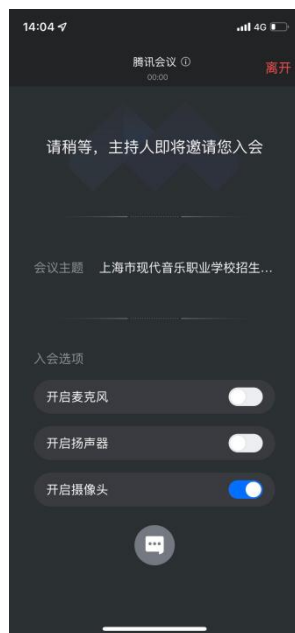 14:04
4G
腾讯会议
00:00
离开
请稍等，主持人即将邀请您入会
会议主题 上海市现代音乐职业学校招生...
入会选项
开启麦克风
开启扬声器
开启摄像头